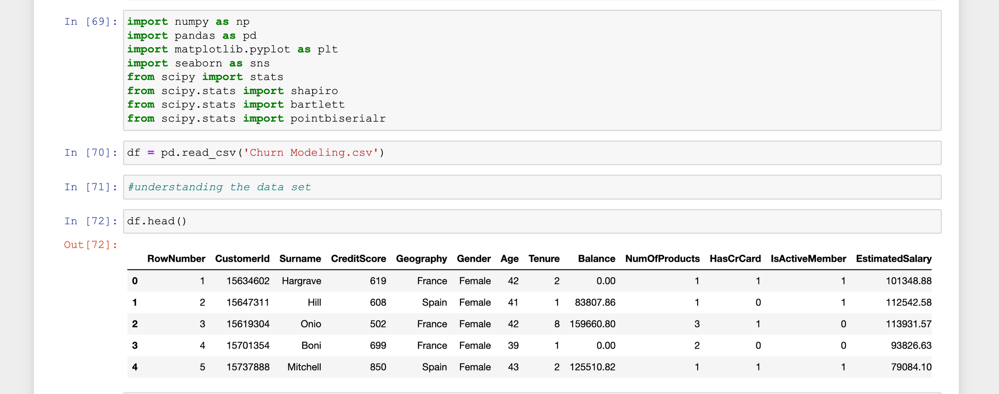 In [69]:
import numpy as np
import pandas as pd
import matplotlib.pyplot as plt
import seaborn as sns
from scipy import stats
from scipy.stats import shapiro
from scipy.stats import bartlett
from scipy.stats import pointbiserialr
In [70]:
df = pd.read_csv('Churn Modeling.csv')
In [71]:
#understanding the data set
In [72]:
df.head()
Out[72]:
RowNumber CustomerId Surname CreditScore Geography Gender Age Tenure Balance NumOfProducts HasCrCard IsActiveMember EstimatedSalary
0 1 15634602 Hargrave 619 France Female 42 2 0.00 1 1 1 101348.88
1 2 15647311 Hill 608 Spain Female 41 1 83807.86 1 0 1 112542.58
2 3 15619304 Onio 502 France Female 42 8 159660.80 3 1 0 113931.57
3 4 15701354 Boni 699 France Female 39 1 0.00 2 0 0 93826.63
4 5 15737888 Mitchell 850 Spain Female 43 2 125510.82 1 1 1 79084.10